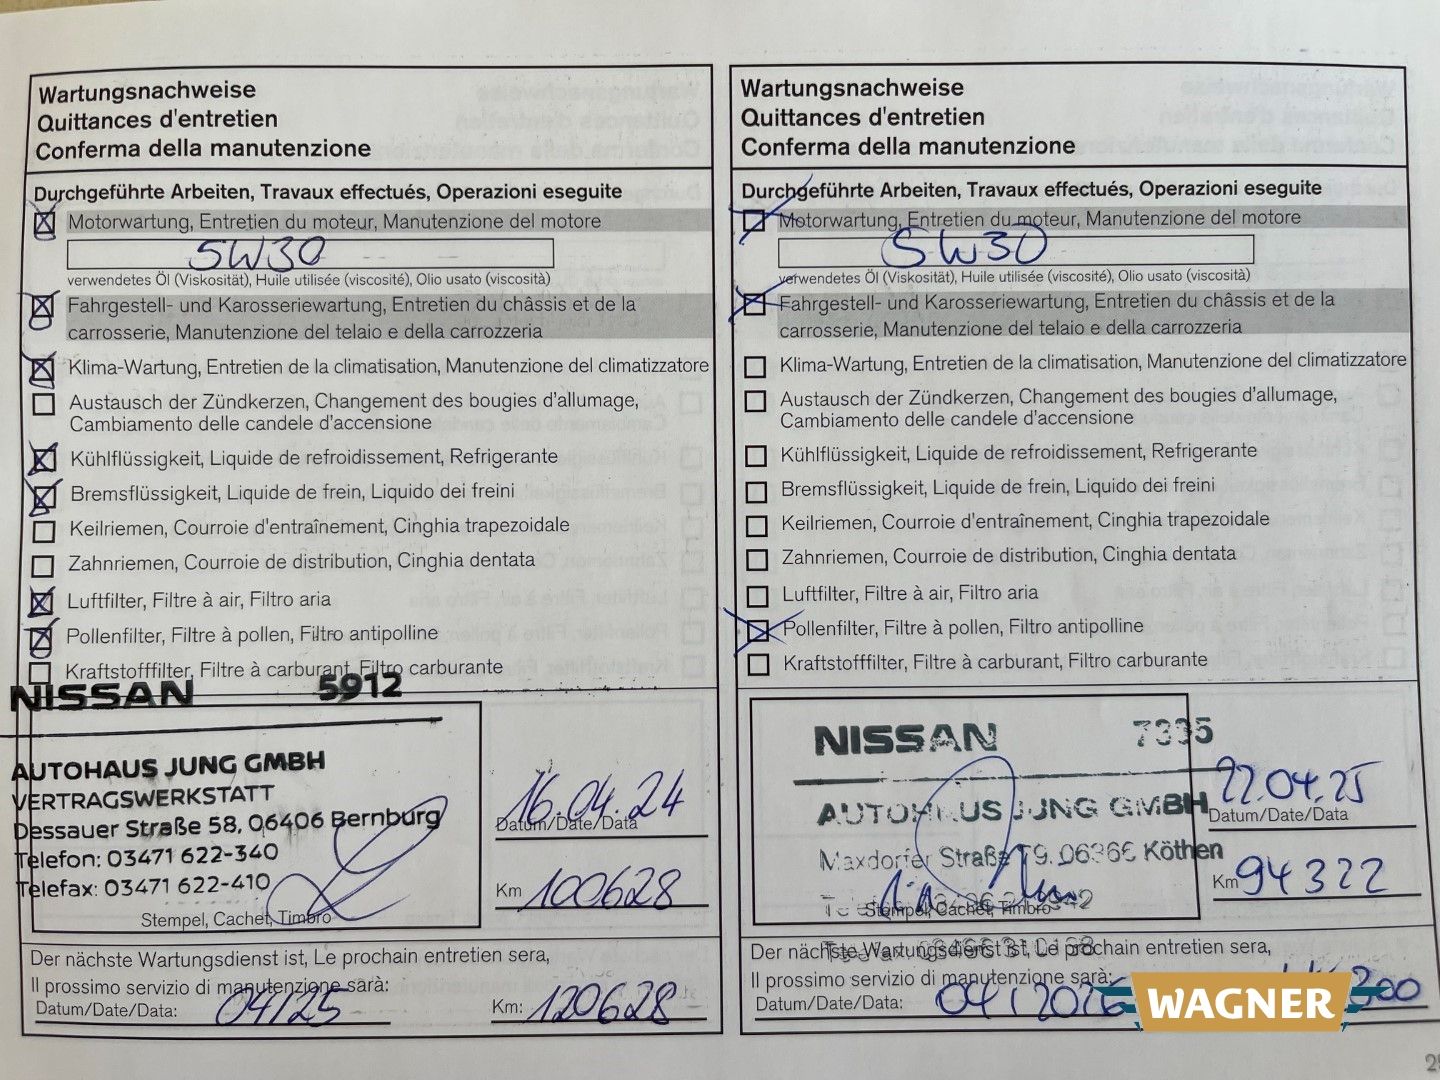 Wartungsnachweise
Quittances d'entretien
Conferma della manutenzione
Durchgeführte Arbeiten, Travaux effectués, Operazioni eseguite
Motorwartung, Entretien du moteur, Manutenzione del motore
5W30
verwendetes Öl (Viskosität), Huile utilisée (viscosité), Olio usato (viscosità)
Fahrgestell- und Karosseriewartung, Entretien du châssis et de la
carrosserie, Manutenzione del telaio e della carrozzeria
Klima-Wartung, Entretien de la climatisation, Manutenzione del climatizzatore
Austausch der Zündkerzen, Changement des bougies d'allumage,
Cambiamento delle candele d'accensione
Kühlflüssigkeit, Liquide de refroidissement, Refrigerante
Bremsflüssigkeit, Liquide de frein, Liquido dei freini
Keilriemen, Courroie d'entraînement, Cinghia trapezoidale
Zahnriemen, Courroie de distribution, Cinghia dentata
Luftfilter, Filtre à air, Filtro aria
Pollenfilter, Filtre à pollen, Filtro antipolline
Kraftstofffilter, Filtre à carburant, Filtro carburante
NISSAN 5912
AUTOHAUS JUNG GMBH
VERTRAGSWERKSTATT
Dessauer Straße 58, 06406 Bernburg
Telefon: 03471 622-340
Telefax: 03471 622-410
Stempel, Cachet, Timbro
16.04.24
Datum/Date/Data
Km 100628
Der nächste Wartungsdienst ist, Le prochain entretien sera,
Il prossimo servizio di manutenzione sarà:
Datum/Date/Data: 04/25 Km: 120628
Wartungsnachweise
Quittances d'entretien
Conferma della manutenzione
Durchgeführte Arbeiten, Travaux effectués, Operazioni eseguite
Motorwartung, Entretien du moteur, Manutenzione del motore
5W30
verwendetes Öl (Viskosität), Huile utilisée (viscosité), Olio usato (viscosità)
Fahrgestell- und Karosseriewartung, Entretien du châssis et de la
carrosserie, Manutenzione del telaio e della carrozzeria
Klima-Wartung, Entretien de la climatisation, Manutenzione del climatizzatore
Austausch der Zündkerzen, Changement des bougies d'allumage,
Cambiamento delle candele d'accensione
Kühlflüssigkeit, Liquide de refroidissement, Refrigerante
Bremsflüssigkeit, Liquide de frein, Liquido dei freini
Keilriemen, Courroie d'entraînement, Cinghia trapezoidale
Zahnriemen, Courroie de distribution, Cinghia dentata
Luftfilter, Filtre à air, Filtro aria
Pollenfilter, Filtre à pollen, Filtro antipolline
Kraftstofffilter, Filtre à carburant, Filtro carburante
NISSAN 7335
AUTOHAUS JUNG GMBH
Maxdorfer Straße 06366 Köthen
Stempel, Cachet, Timbro
22.04.25
Datum/Date/Data
Km 94322
Der nächste Wartungsdienst ist, Le prochain entretien sera,
Il prossimo servizio di manutenzione sarà:
Datum/Date/Data: 04/2026
WAGNER